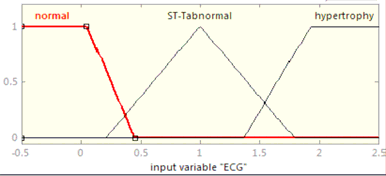 normal ST-Tabnormal hypertrophy
1
0.5
0
-0.5 0 0.5 1 1.5 2 2.5
input variable "ECG"